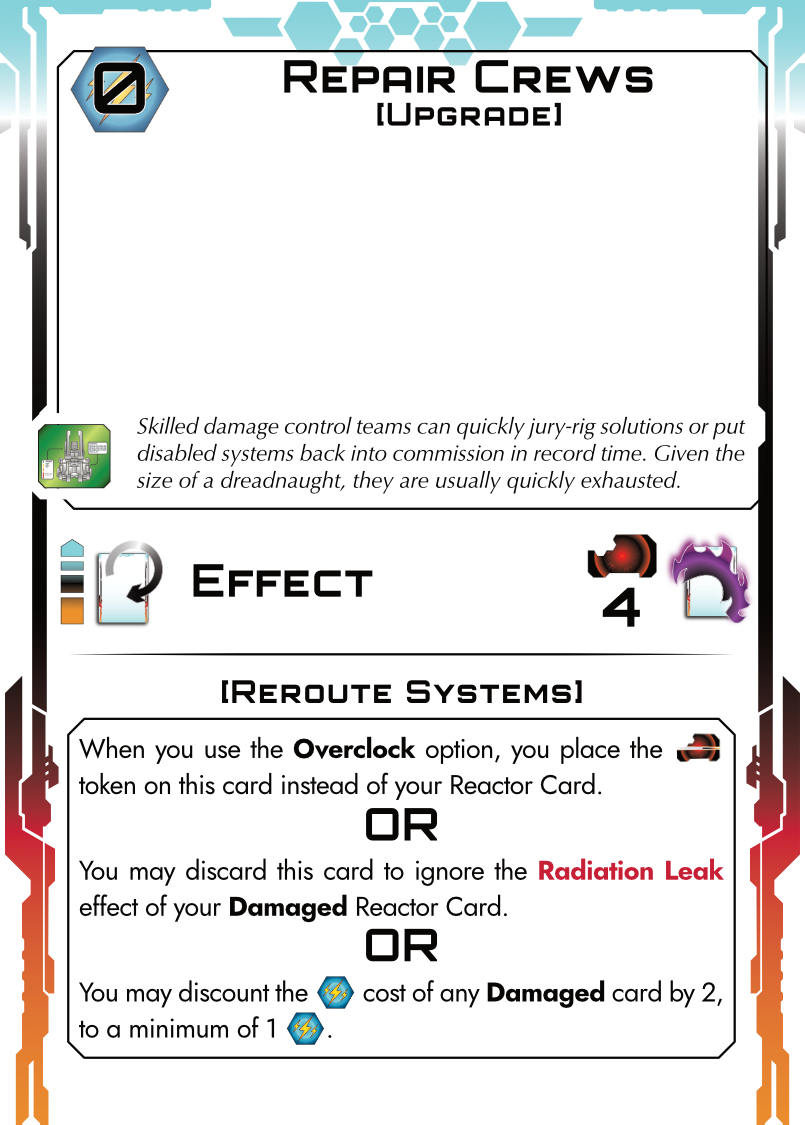 0
Repair Crews
[Upgrade]
Skilled damage control teams can quickly jury-rig solutions or put
disabled systems back into commission in record time. Given the
size of a dreadnaught, they are usually quickly exhausted.
Effect
4
[Reroute Systems]
When you use the Overclock option, you place the
token on this card instead of your Reactor Card.
OR
You may discard this card to ignore the Radiation Leak
effect of your Damaged Reactor Card.
OR
You may discount the cost of any Damaged card by 2,
to a minimum of 1 .